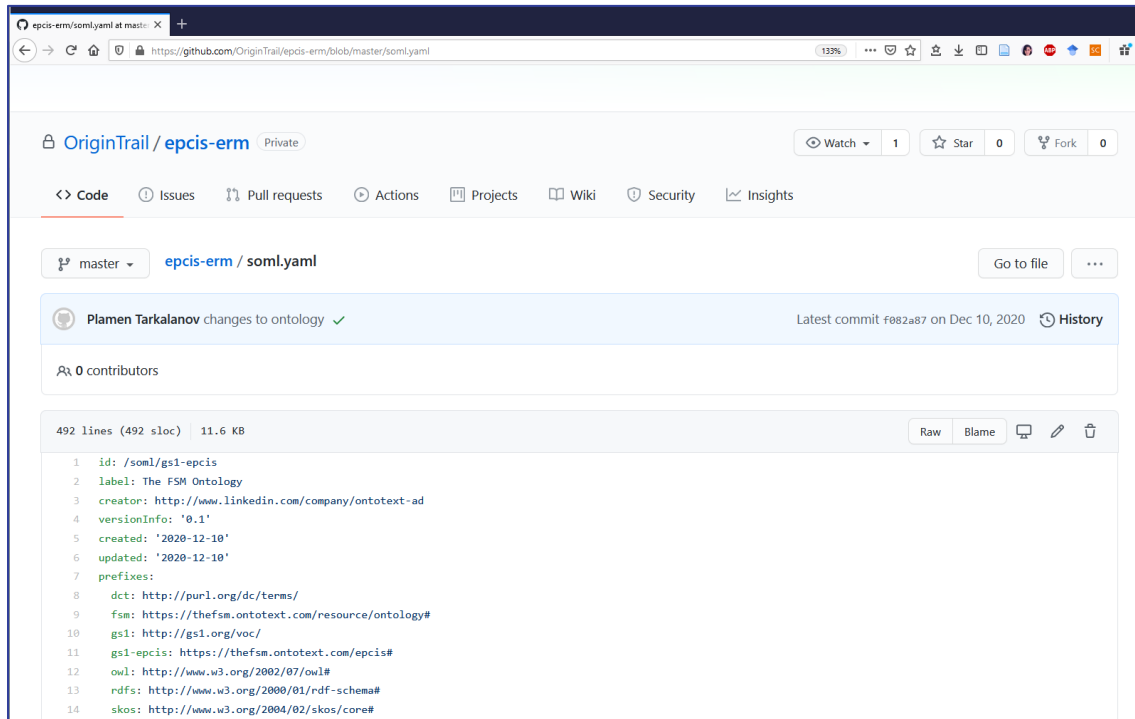 epcis-erm/soml.yaml at maste
https://github.com/OriginTrail/epcis-erm/blob/master/soml.yaml 133%
ABP SC
OriginTrail / epcis-erm Private
Watch 1 Star 0 Fork 0
<> Code Issues Pull requests Actions Projects Wiki Security Insights
master epcis-erm / soml.yaml Go to file ...
Plamen Tarkalanov changes to ontology Latest commit f082a87 on Dec 10, 2020 History
0 contributors
492 lines (492 sloc) 11.6 KB Raw Blame
1 id: /soml/gs1-epcis
2 label: The FSM Ontology
3 creator: http://www.linkedin.com/company/ontotext-ad
4 versionInfo: '0.1'
5 created: '2020-12-10'
6 updated: '2020-12-10'
7 prefixes:
8 dct: http://purl.org/dc/terms/
9 fsm: https://thefsm.ontotext.com/resource/ontology#
10 gs1: http://gs1.org/voc/
11 gs1-epcis: https://thefsm.ontotext.com/epcis#
12 owl: http://www.w3.org/2002/07/owl#
13 rdfs: http://www.w3.org/2000/01/rdf-schema#
14 skos: http://www.w3.org/2004/02/skos/core#